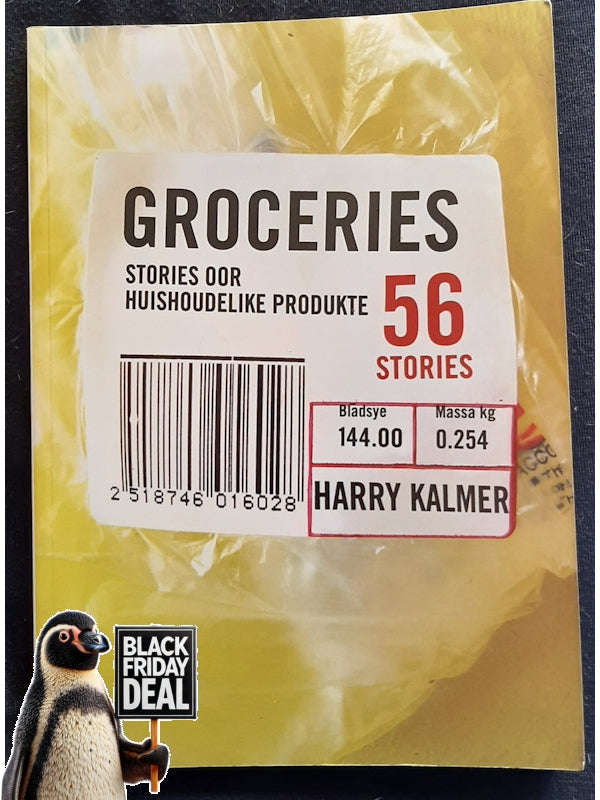 GROCERIES
STORIES OOR
HUISHOUDELIKE PRODUKTE
56
STORIES
Bladsye
Massa kg
144.00
0.254
2 518746 016028
HARRY KALMER
BLACK
FRIDAY
DEAL